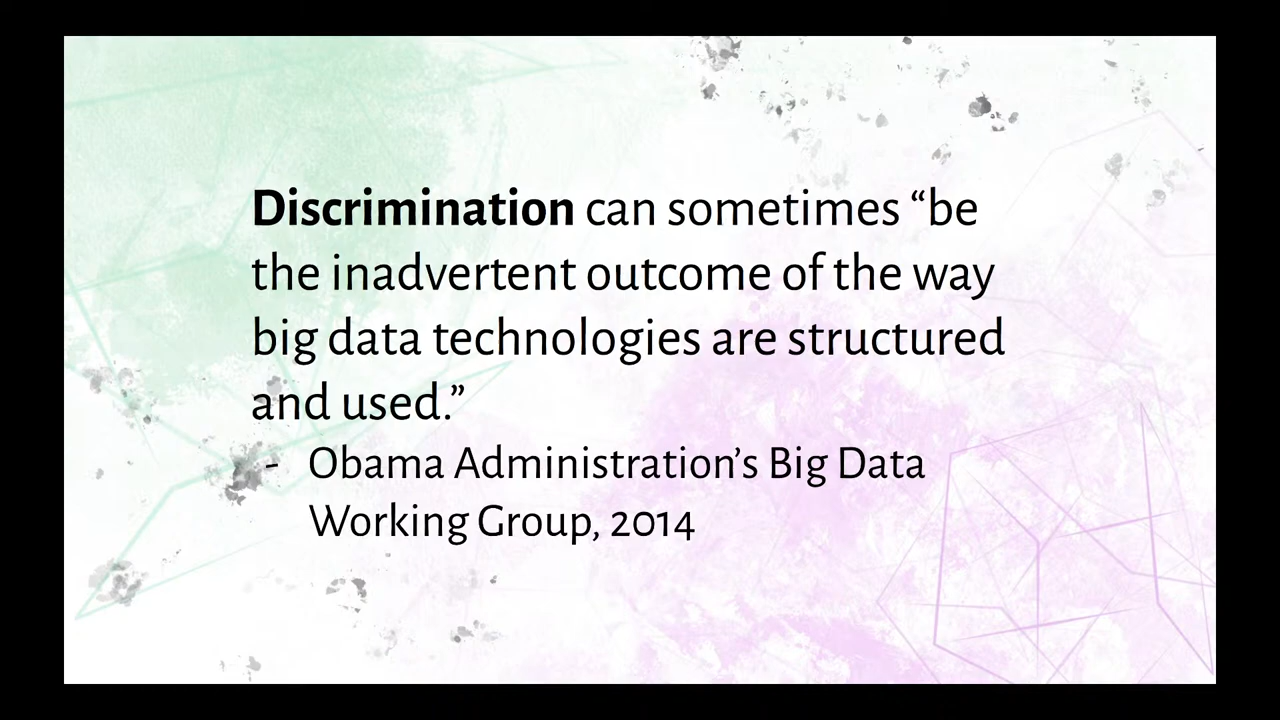 Discrimination can sometimes “be
the inadvertent outcome of the way
big data technologies are structured
and used.”
- Obama Administration’s Big Data
Working Group, 2014